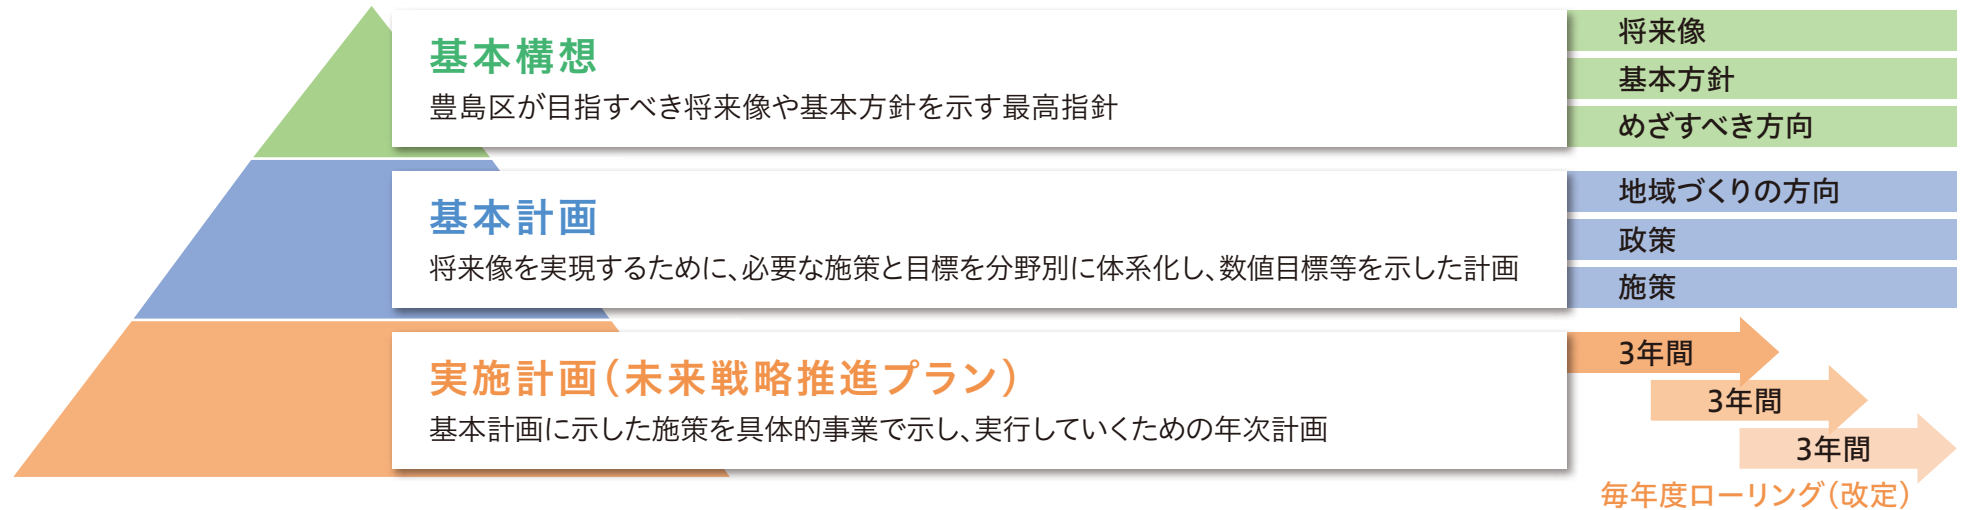 基本構想
豊島区が目指すべき将来像や基本方針を示す最高指針
将来像
基本方針
めざすべき方向
基本計画
将来像を実現するために、必要な施策と目標を分野別に体系化し、数値目標等を示した計画
地域づくりの方向
政策
施策
実施計画（未来戦略推進プラン）
基本計画に示した施策を具体的事業で示し、実行していくための年次計画
3年間
3年間
3年間
毎年度ローリング（改定）